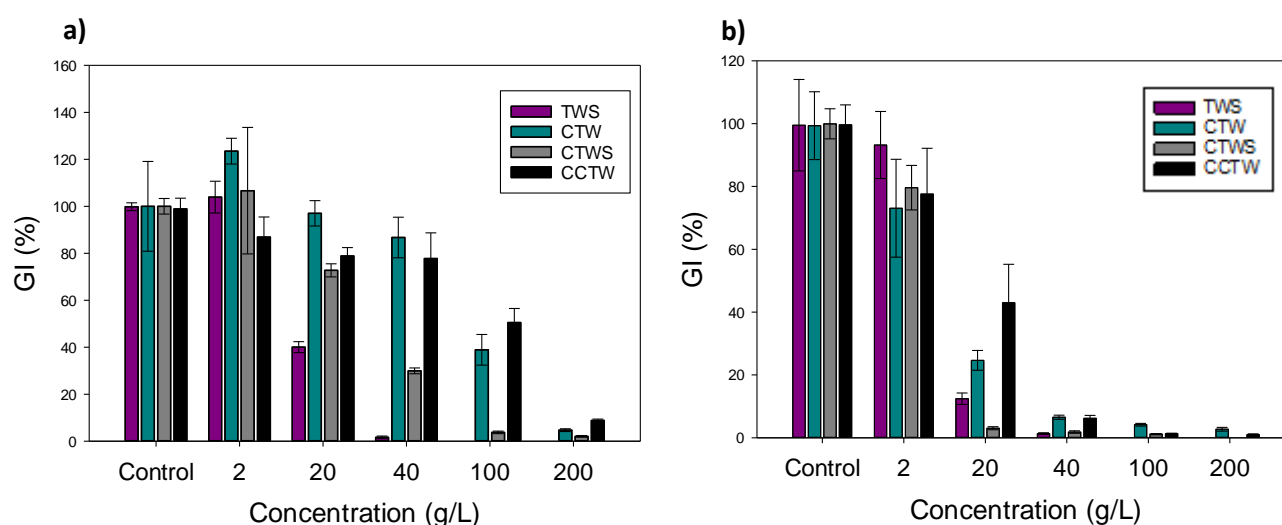 a)
160
140
120
100
80
60
40
20
0
GI (%)
TWS
CTW
CTWS
CCTW
Control 2 20 40 100 200
Concentration (g/L)
b)
120
100
80
60
40
20
0
GI (%)
TWS
CTW
CTWS
CCTW
Control 2 20 40 100 200
Concentration (g/L)